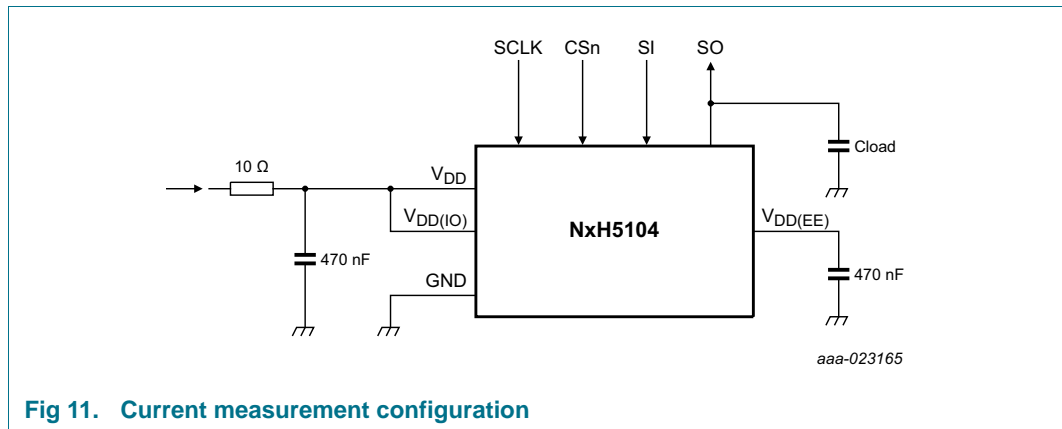 SCLK CSn SI SO
10 Ω
Cload
VDD
VDD(IO)
NxH5104
VDD(EE)
470 nF
470 nF
GND
aaa-023165
Fig 11. Current measurement configuration